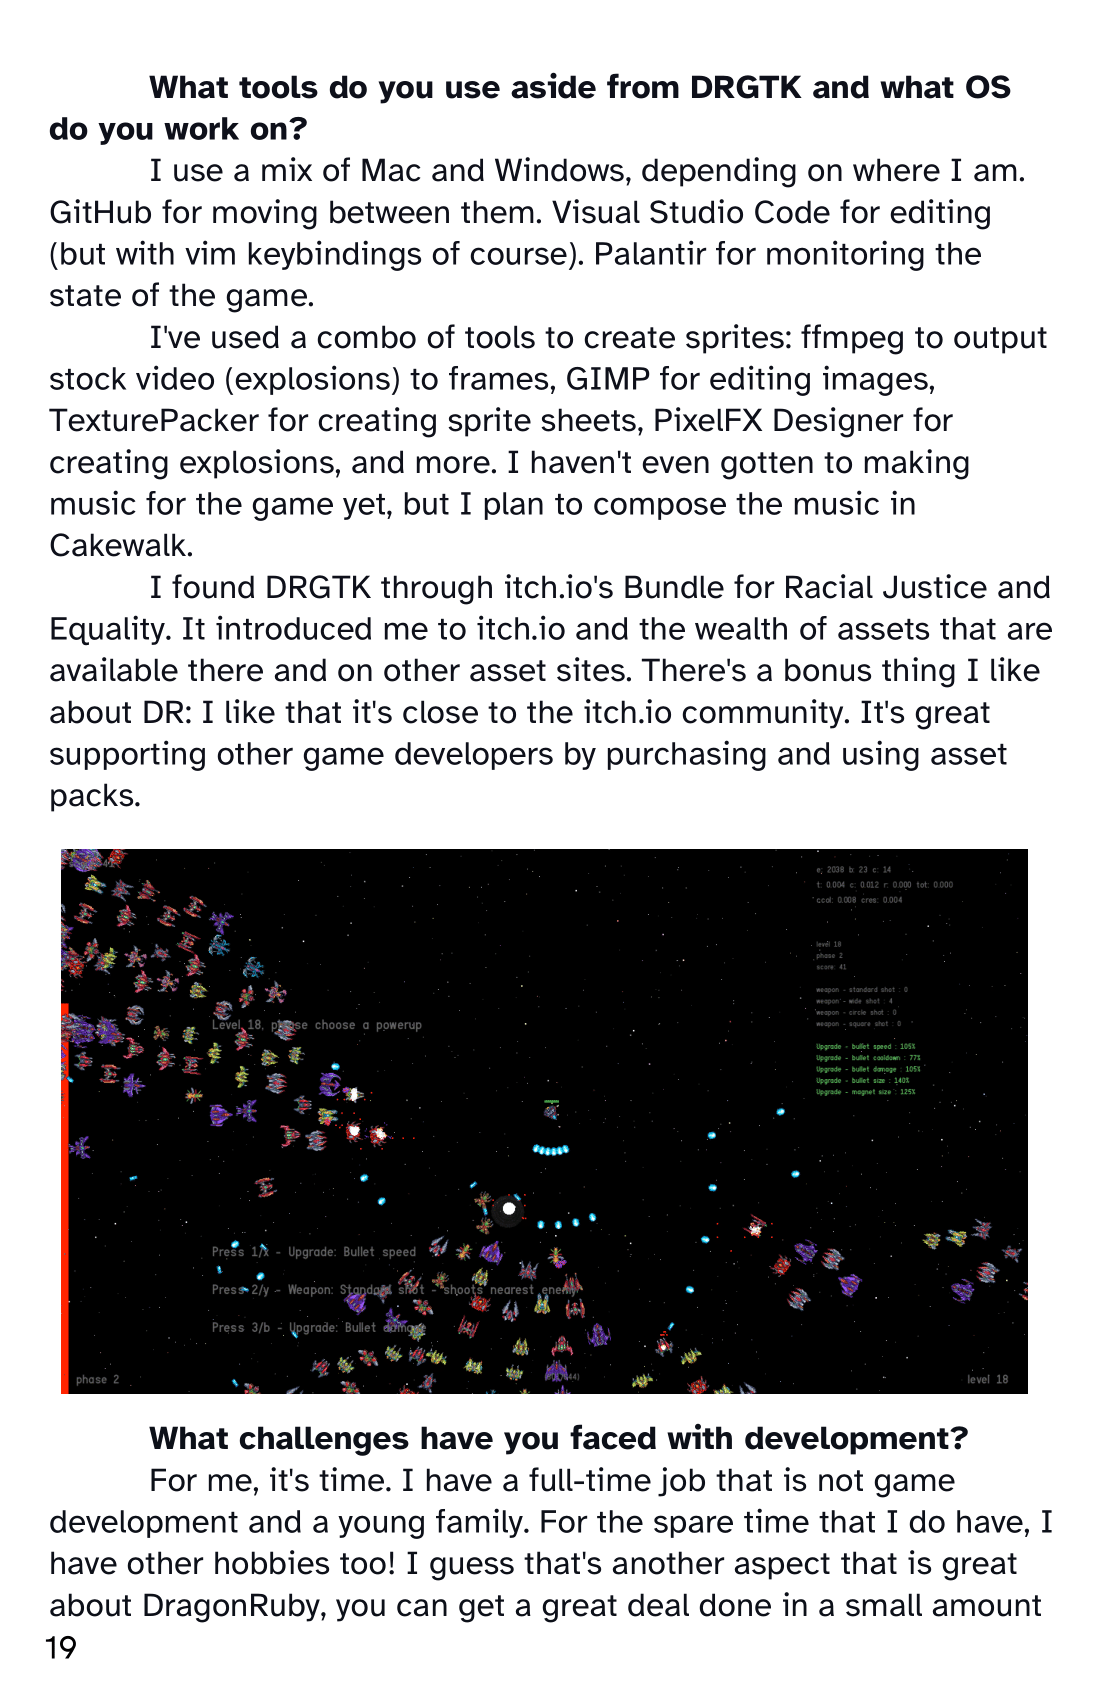 What tools do you use aside from DRGTK and what OS
do you work on?
I use a mix of Mac and Windows, depending on where I am.
GitHub for moving between them. Visual Studio Code for editing
(but with vim keybindings of course). Palantir for monitoring the
state of the game.
I've used a combo of tools to create sprites: ffmpeg to output
stock video (explosions) to frames, GIMP for editing images,
TexturePacker for creating sprite sheets, PixelFX Designer for
creating explosions, and more. I haven't even gotten to making
music for the game yet, but I plan to compose the music in
Cakewalk.
I found DRGTK through itch.io's Bundle for Racial Justice and
Equality. It introduced me to itch.io and the wealth of assets that are
available there and on other asset sites. There's a bonus thing I like
about DR: I like that it's close to the itch.io community. It's great
supporting other game developers by purchasing and using asset
packs.
e: 2038 b: 23 c: 14
t: 0.004 c: 0.012 r: 0.000 tot: 0.000
ccol: 0.008 cres: 0.004
level 18
phase 2
score: 41
weapon - standard shot : 0
weapon - wide shot : 4
weapon - circle shot : 0
weapon - square shot : 0
Upgrade - bullet speed : 105%
Upgrade - bullet cooldown : 77%
Upgrade - bullet damage : 105%
Upgrade - bullet size : 140%
Upgrade - magnet size : 125%
Level 18, please choose a powerup
Press 1/x - Upgrade: Bullet speed
Press 2/y - Weapon: Standard shot - shoots nearest enemy
Press 3/b - Upgrade: Bullet damage
phase 2
level 18
What challenges have you faced with development?
For me, it's time. I have a full-time job that is not game
development and a young family. For the spare time that I do have, I
have other hobbies too! I guess that's another aspect that is great
about DragonRuby, you can get a great deal done in a small amount
19